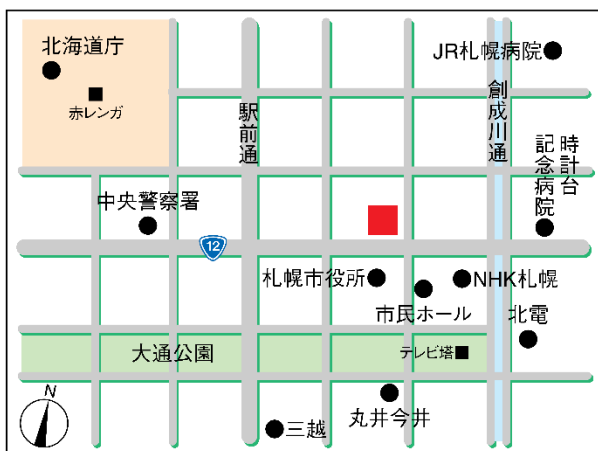 北海道庁
赤レンガ
JR札幌病院
駅前通
創成川通
時計台
記念病院
中央警察署
12
札幌市役所
NHK札幌
市民ホール
北電
大通公園
テレビ塔
丸井今井
三越
N